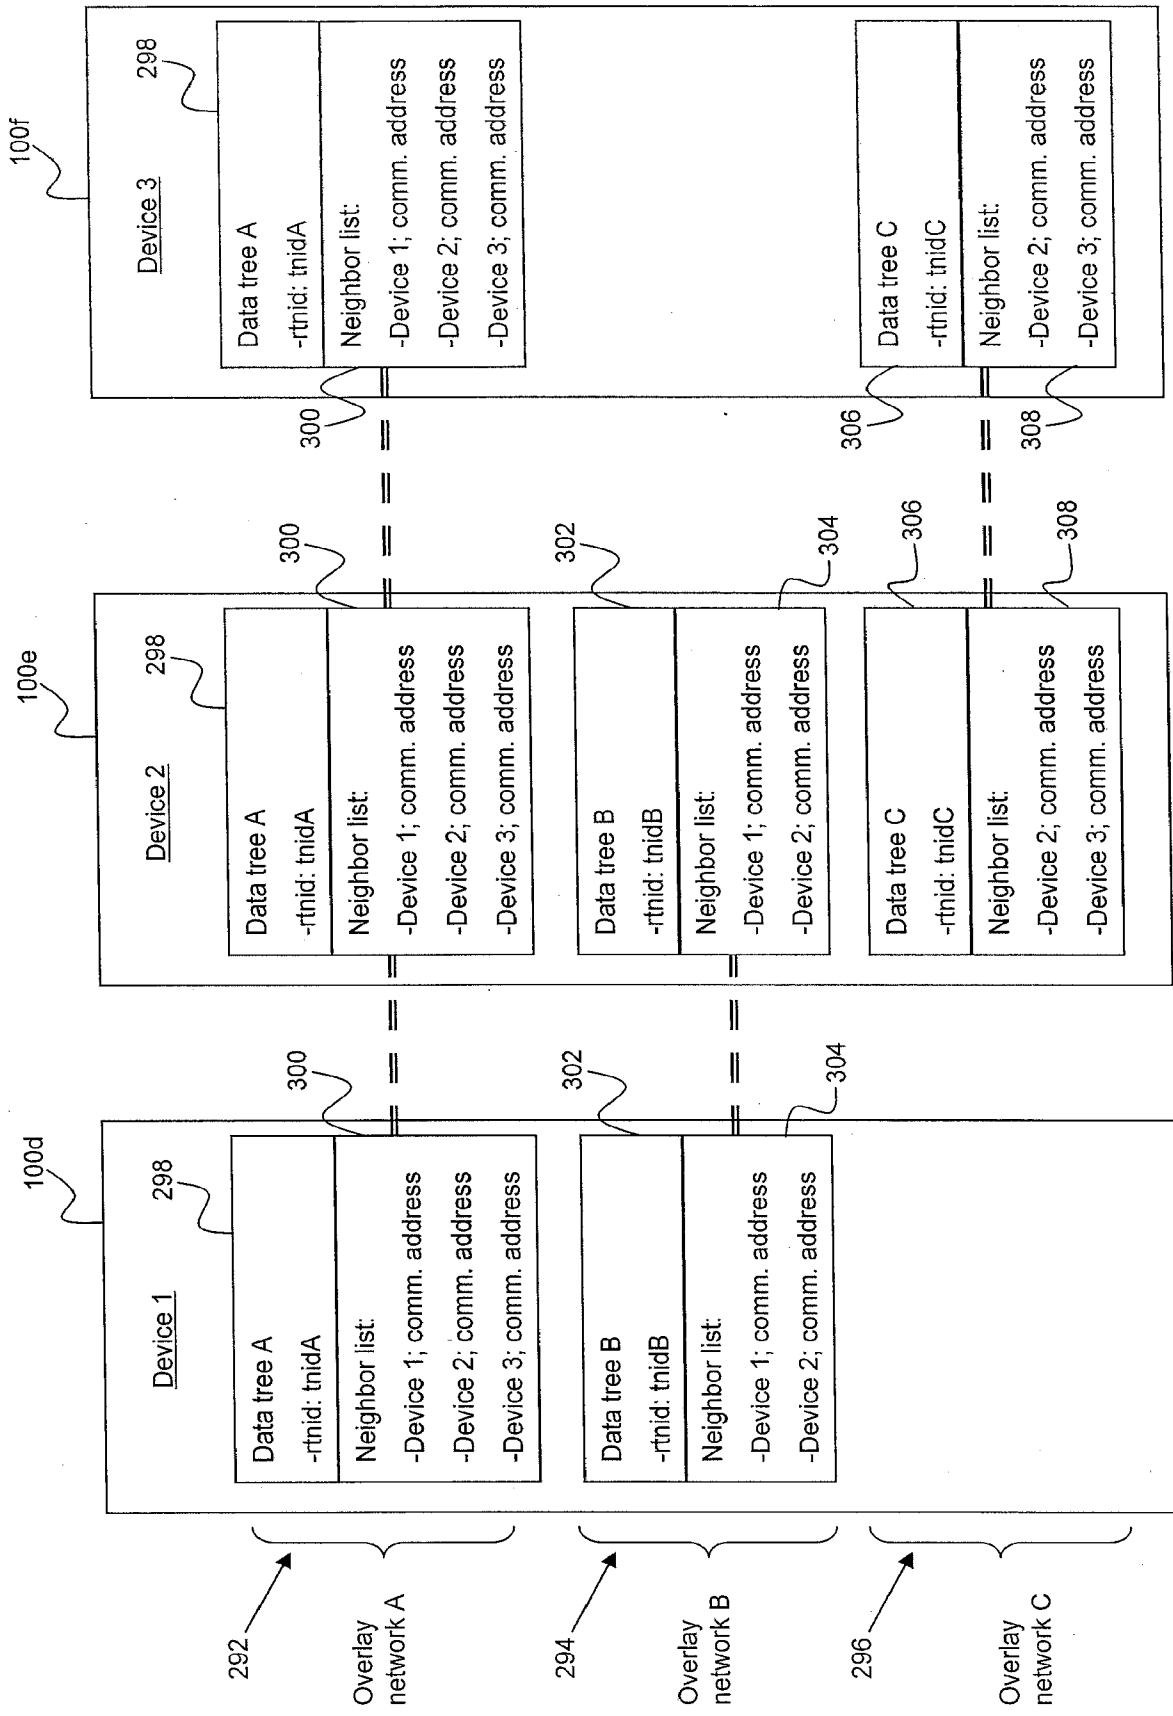 100d
100e
100f
Device 1
Device 2
Device 3
298
298
298
292
Overlay
network A
Data tree A
-rtnid: tnidA
Neighbor list:
-Device 1; comm. address
-Device 2; comm. address
-Device 3; comm. address
300
Data tree A
-rtnid: tnidA
Neighbor list:
-Device 1; comm. address
-Device 2; comm. address
-Device 3; comm. address
300
Data tree A
-rtnid: tnidA
Neighbor list:
-Device 1; comm. address
-Device 2; comm. address
-Device 3; comm. address
300
294
Overlay
network B
Data tree B
-rtnid: tnidB
Neighbor list:
-Device 1; comm. address
-Device 2; comm. address
302
304
Data tree B
-rtnid: tnidB
Neighbor list:
-Device 1; comm. address
-Device 2; comm. address
302
304
296
Overlay
network C
Data tree C
-rtnid: tnidC
Neighbor list:
-Device 2; comm. address
-Device 3; comm. address
306
308
Data tree C
-rtnid: tnidC
Neighbor list:
-Device 2; comm. address
-Device 3; comm. address
306
308